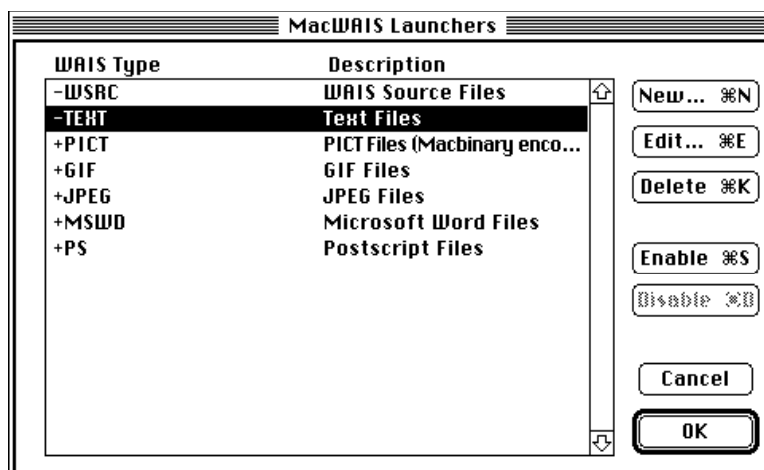 MacWAIS Launchers
WAIS Type Description
-WSRC WAIS Source Files
-TEXT Text Files
+PICT PICT Files (Macbinary enco...
+GIF GIF Files
+JPEG JPEG Files
+MSWD Microsoft Word Files
+PS Postscript Files
New... ⌘N
Edit... ⌘E
Delete ⌘K
Enable ⌘S
Disable ⌘D
Cancel
OK